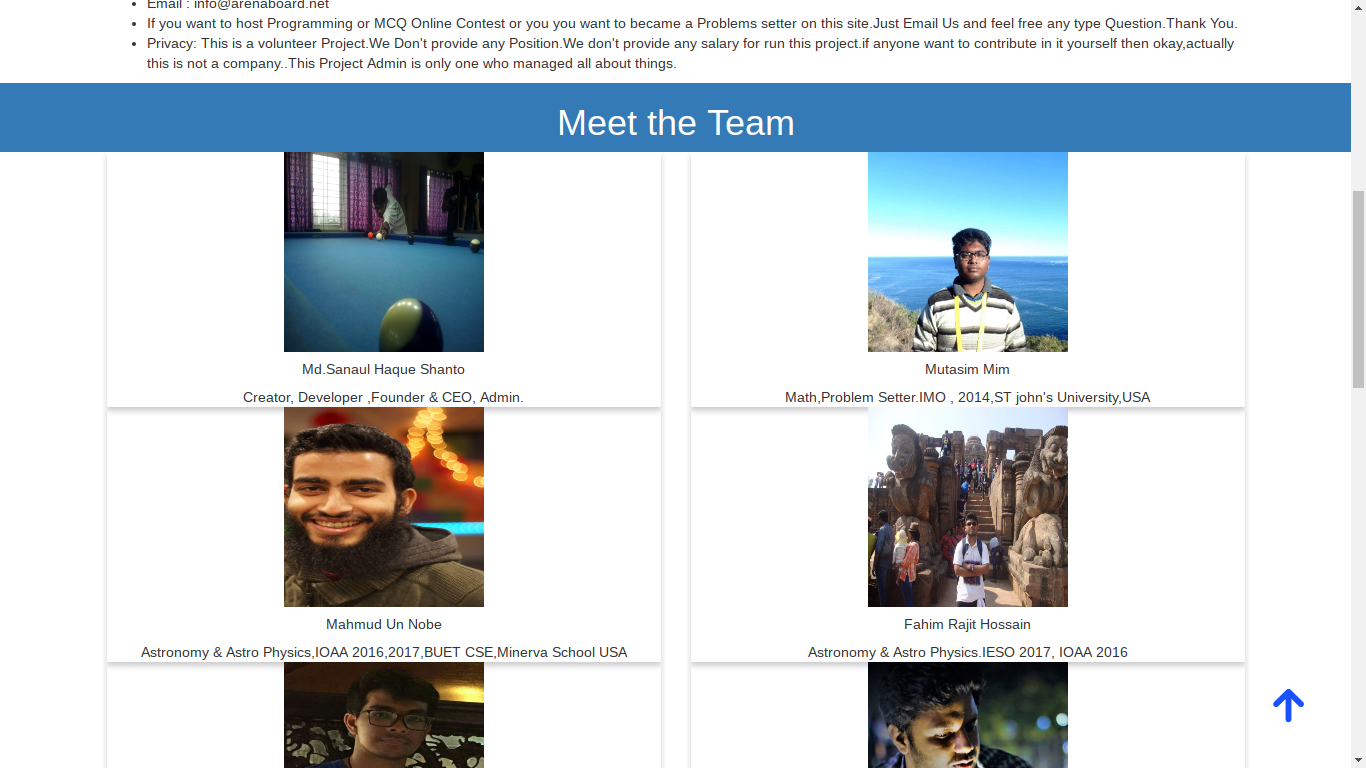 Email : info@arenaboard.net
If you want to host Programming or MCQ Online Contest or you you want to became a Problems setter on this site.Just Email Us and feel free any type Question.Thank You.
Privacy: This is a volunteer Project.We Don't provide any Position.We don't provide any salary for run this project.if anyone want to contribute in it yourself then okay,actually
this is not a company..This Project Admin is only one who managed all about things.
Meet the Team
Md.Sanaul Haque Shanto
Creator, Developer ,Founder & CEO, Admin.
Mutasim Mim
Math,Problem Setter.IMO , 2014,ST john's University,USA
Mahmud Un Nobe
Astronomy & Astro Physics,IOAA 2016,2017,BUET CSE,Minerva School USA
Fahim Rajit Hossain
Astronomy & Astro Physics.IESO 2017, IOAA 2016